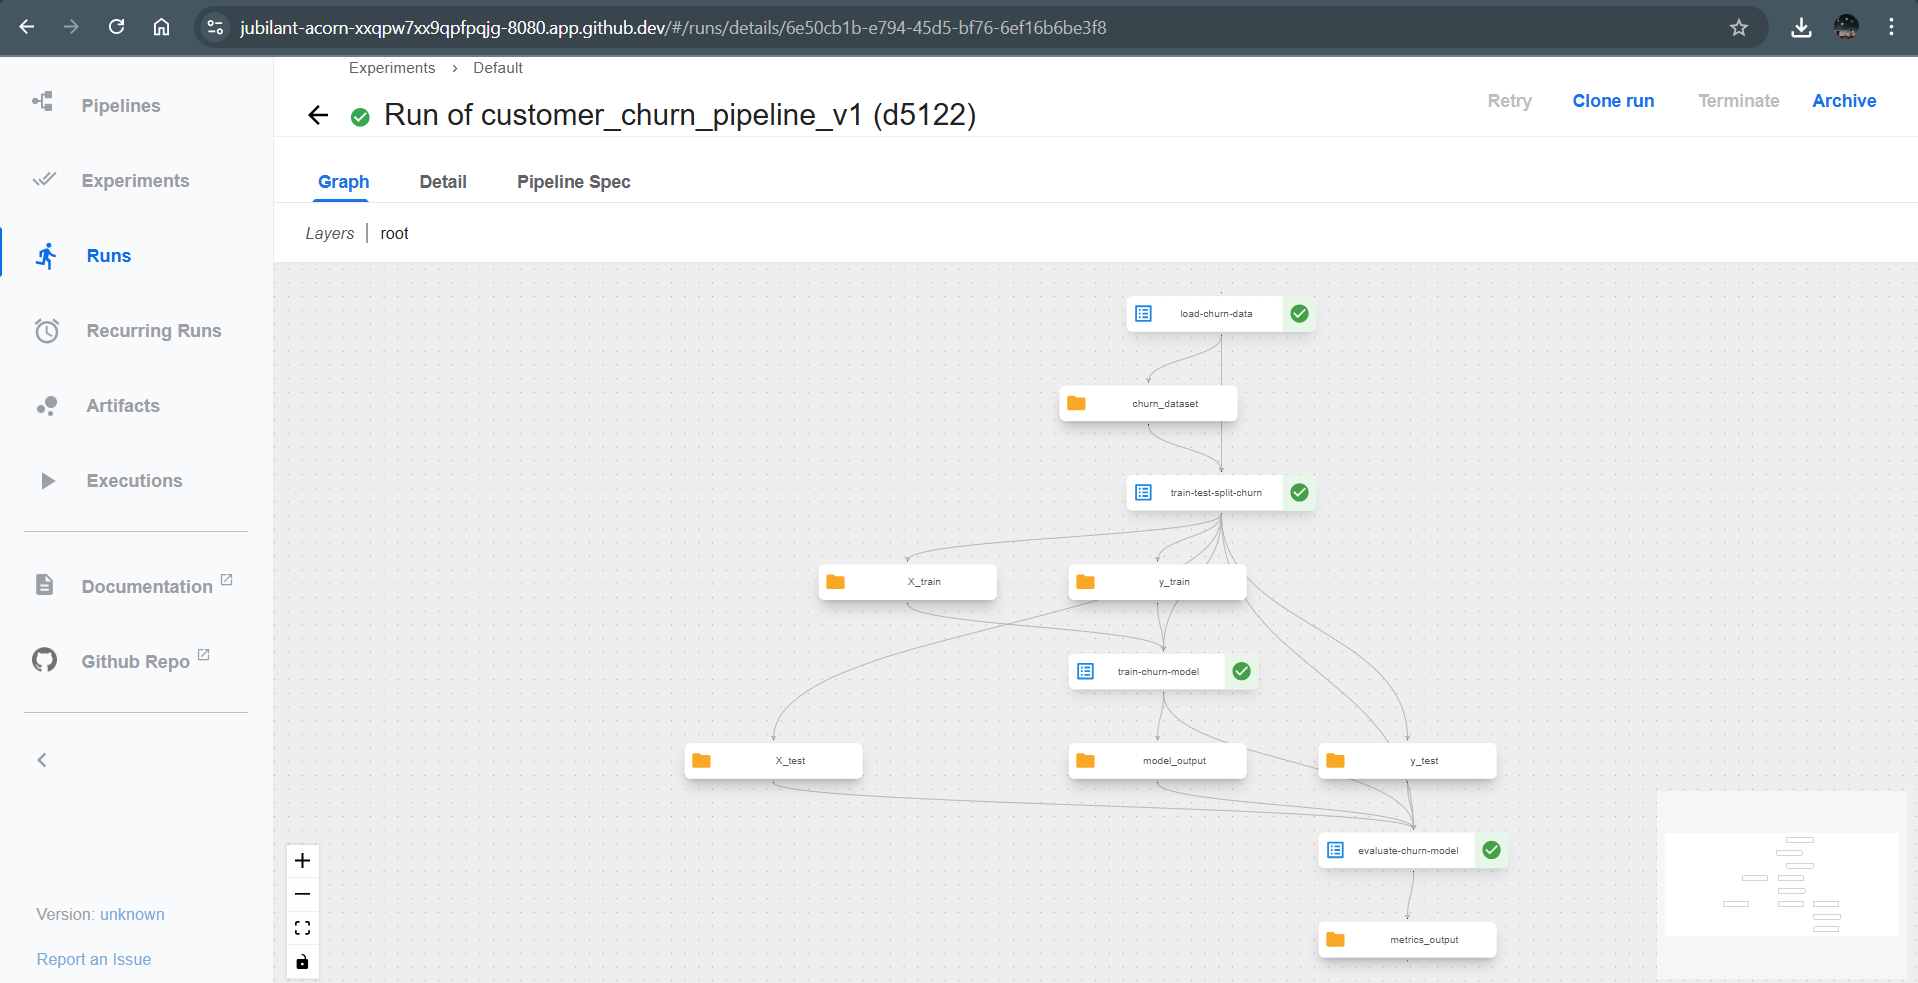 jubilant-acorn-xxqpw7xx9qpfpqjg-8080.app.github.dev/#/runs/details/6e50cb1b-e794-45d5-bf76-6ef16b6be3f8
Experiments > Default
Run of customer_churn_pipeline_v1 (d5122)
Retry Clone run Terminate Archive
Pipelines
Experiments
Runs
Recurring Runs
Artifacts
Executions
Documentation
Github Repo
Version: unknown
Report an Issue
Graph Detail Pipeline Spec
Layers | root
load-churn-data
churn_dataset
train-test-split-churn
X_train
y_train
train-churn-model
X_test
model_output
y_test
evaluate-churn-model
metrics_output